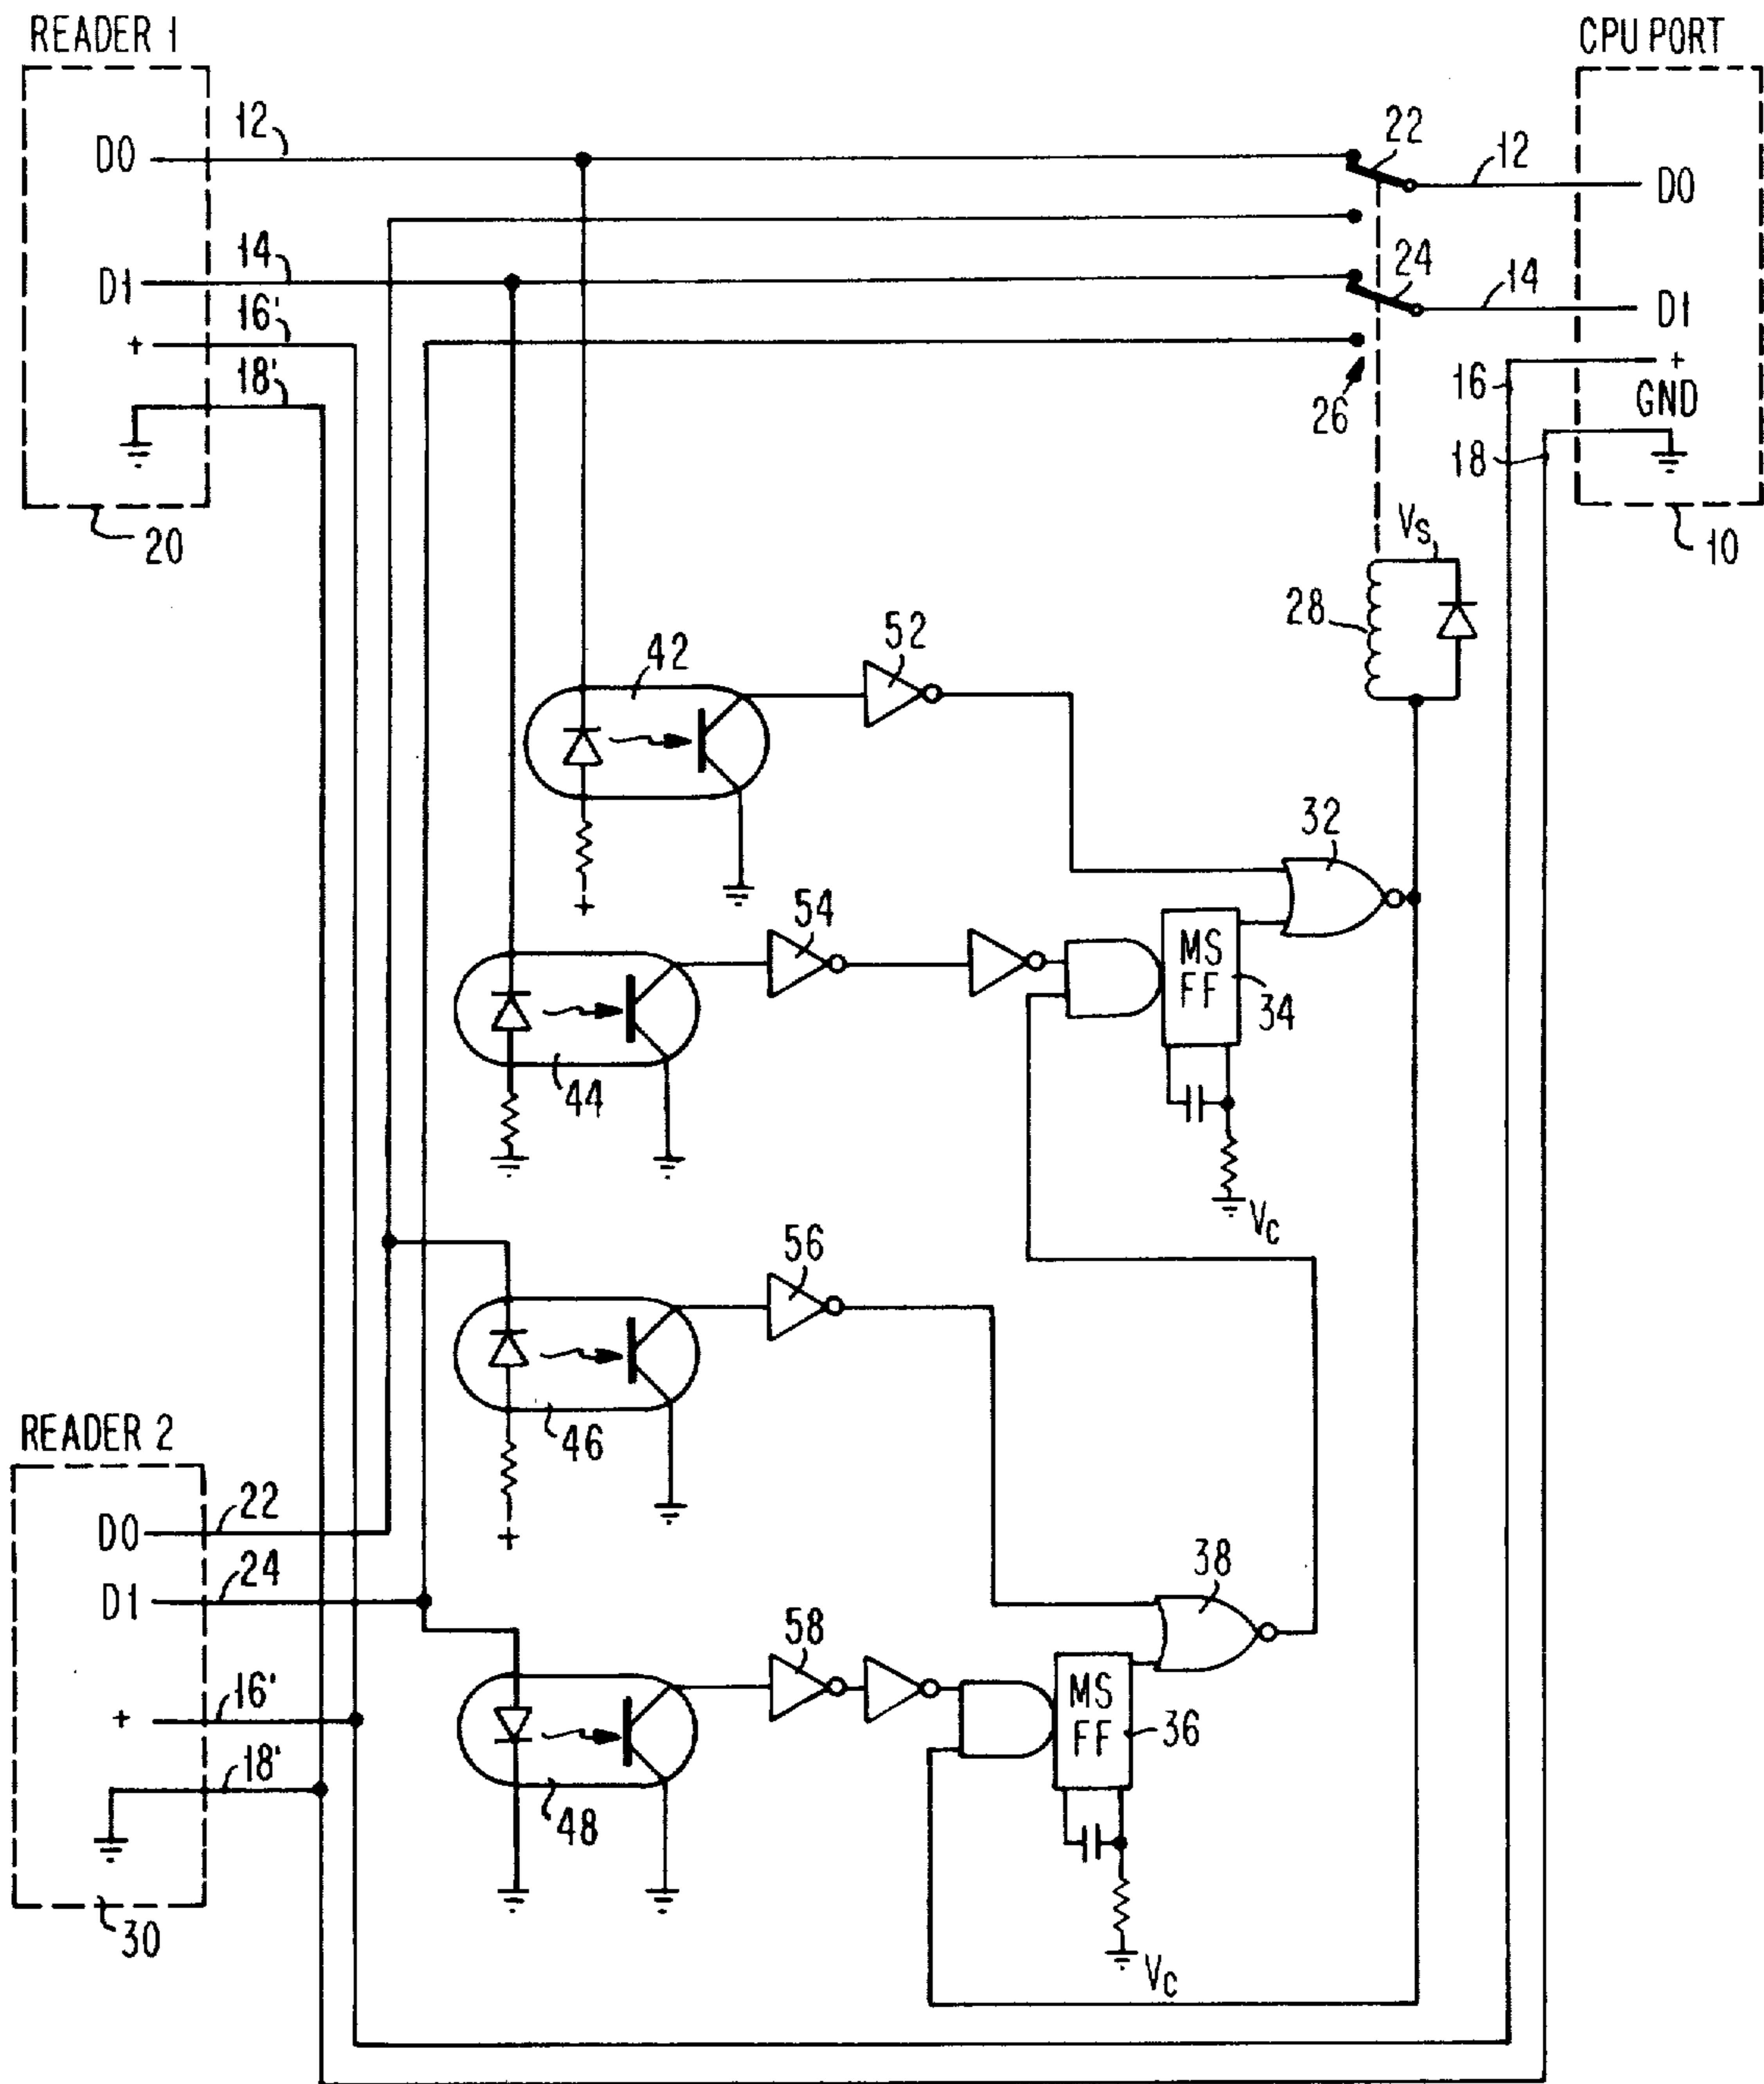 READER 1
CPU PORT
D0
12
22
12
D0
D1
14
24
14
D1
+
16'
26
16
+
18'
GND
18
20
10
Vs
28
42
52
32
+
54
MS
FF
34
44
Vc
56
46
+
READER 2
D0
22
D1
24
38
58
MS
FF
36
+
16'
18'
48
30
Vc